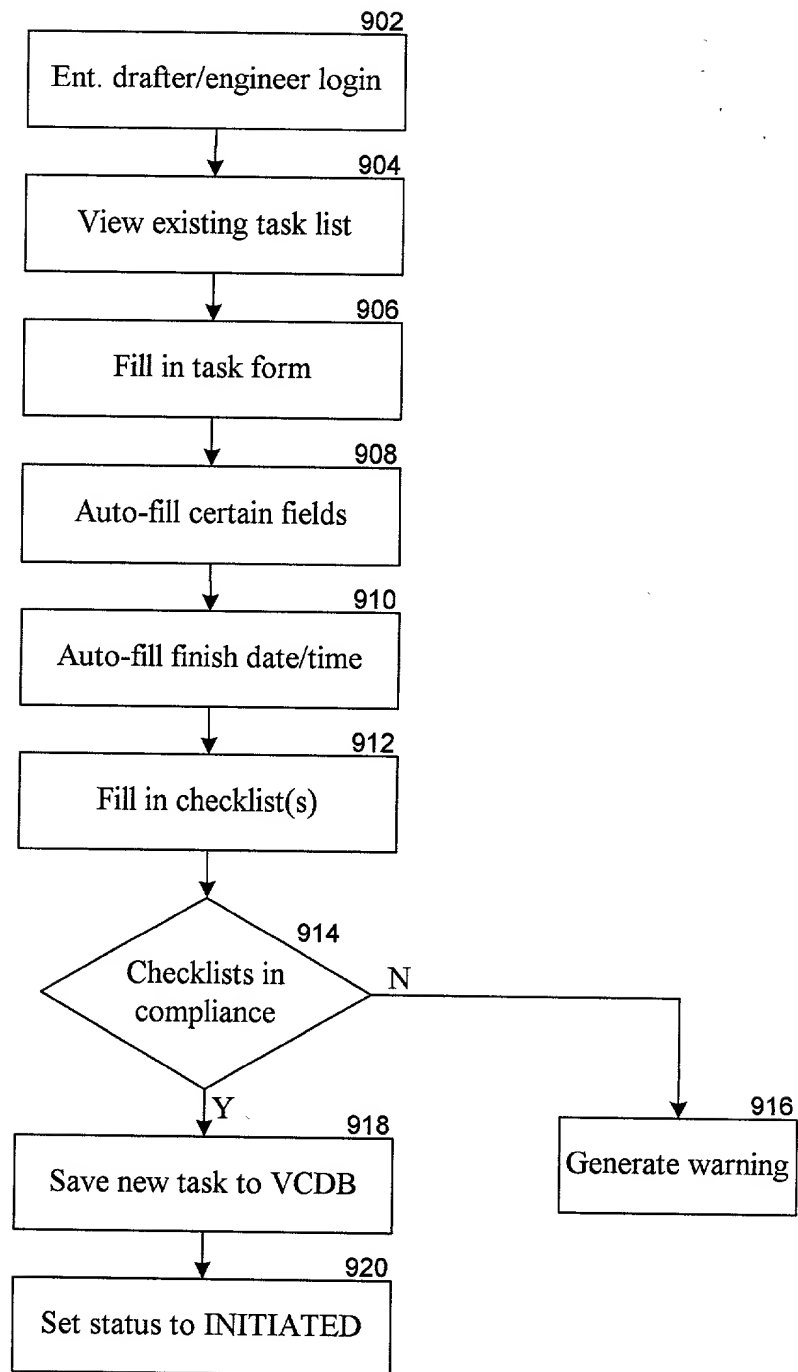 902
Ent. drafter/engineer login
904
View existing task list
906
Fill in task form
908
Auto-fill certain fields
910
Auto-fill finish date/time
912
Fill in checklist(s)
914
Checklists in
compliance
N
Y
916
Generate warning
918
Save new task to VCDB
920
Set status to INITIATED